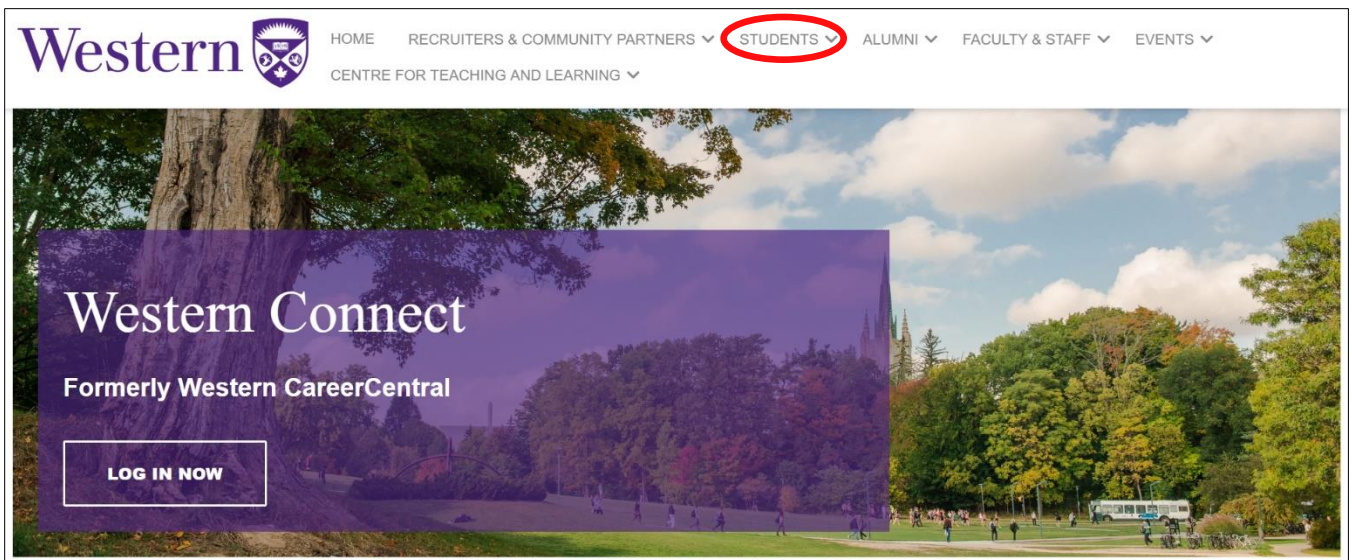 Western
HOME RECRUITERS & COMMUNITY PARTNERS STUDENTS ALUMNI FACULTY & STAFF EVENTS
CENTRE FOR TEACHING AND LEARNING
Western Connect
Formerly Western CareerCentral
LOG IN NOW